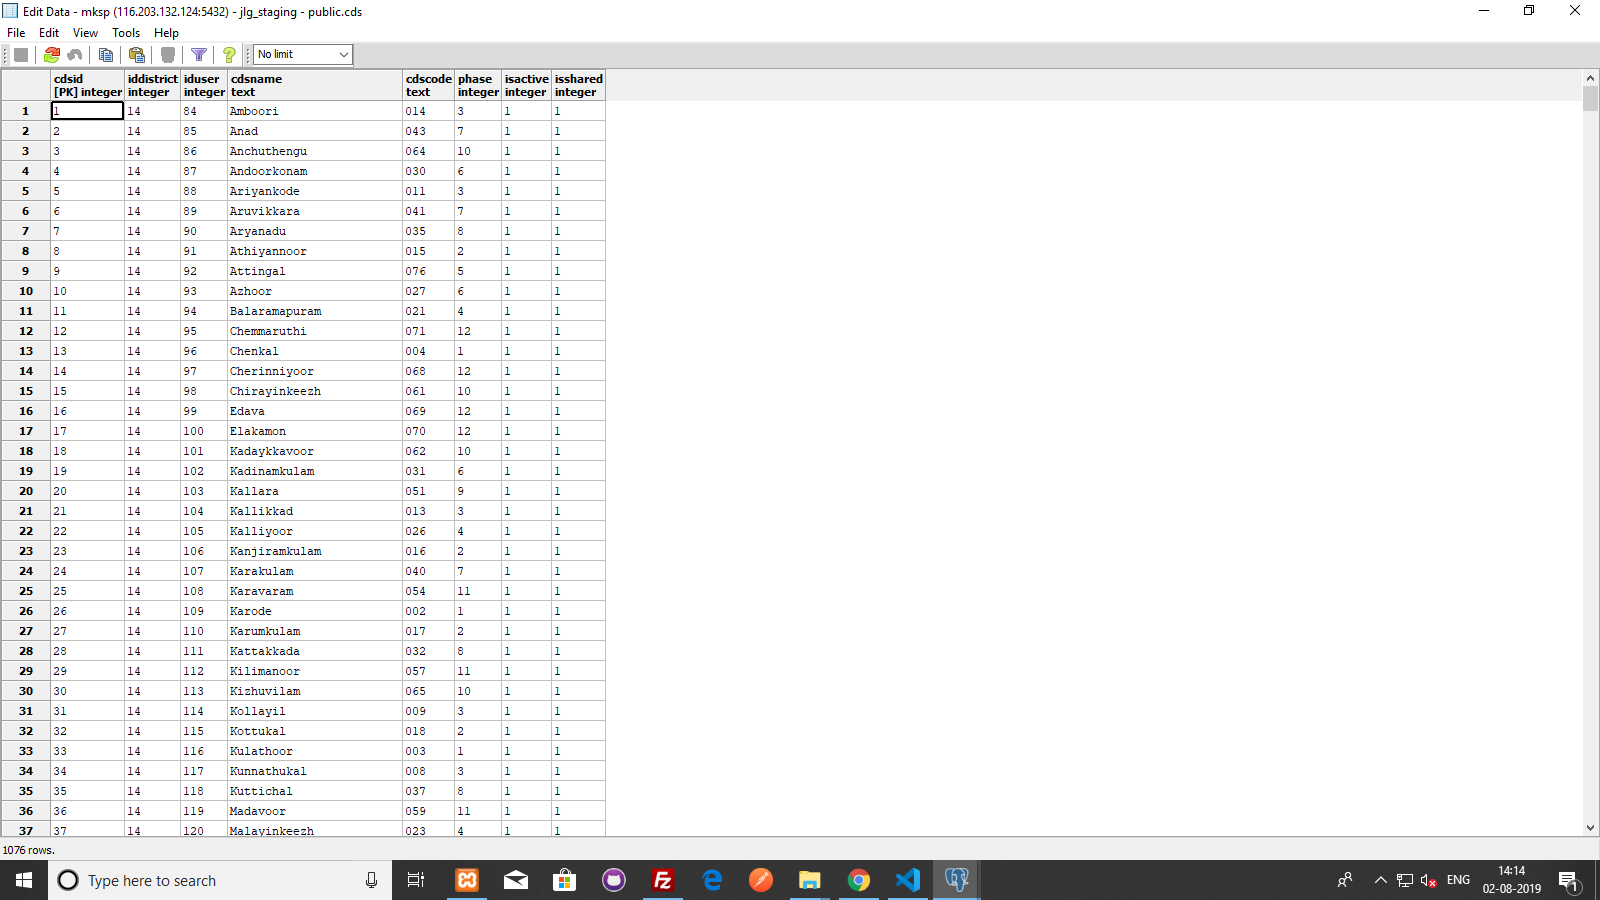 Edit Data - mksp (116.203.132.124:5432) - jlg_staging - public.cds
File Edit View Tools Help
No limit
cdsid iddistrict iduser cdsname cdscode phase isactive isshared
[PK] integer integer integer text text integer integer integer
1 1 14 84 Amboori 014 3 1 1
2 2 14 85 Anad 043 7 1 1
3 3 14 86 Anchuthengu 064 10 1 1
4 4 14 87 Andoorkonam 030 6 1 1
5 5 14 88 Ariyankode 011 3 1 1
6 6 14 89 Aruvikkara 041 7 1 1
7 7 14 90 Aryanadu 035 8 1 1
8 8 14 91 Athiyannoor 015 2 1 1
9 9 14 92 Attingal 076 5 1 1
10 10 14 93 Azhoor 027 6 1 1
11 11 14 94 Balaramapuram 021 4 1 1
12 12 14 95 Chemmaruthi 071 12 1 1
13 13 14 96 Chenkal 004 1 1 1
14 14 14 97 Cherinniyoor 068 12 1 1
15 15 14 98 Chirayinkeezh 061 10 1 1
16 16 14 99 Edava 069 12 1 1
17 17 14 100 Elakamon 070 12 1 1
18 18 14 101 Kadaykkavoor 062 10 1 1
19 19 14 102 Kadinamkulam 031 6 1 1
20 20 14 103 Kallara 051 9 1 1
21 21 14 104 Kallikkad 013 3 1 1
22 22 14 105 Kalliyoor 026 4 1 1
23 23 14 106 Kanjiramkulam 016 2 1 1
24 24 14 107 Karakulam 040 7 1 1
25 25 14 108 Karavaram 054 11 1 1
26 26 14 109 Karode 002 1 1 1
27 27 14 110 Karumkulam 017 2 1 1
28 28 14 111 Kattakkada 032 8 1 1
29 29 14 112 Kilimanoor 057 11 1 1
30 30 14 113 Kizhuvilam 065 10 1 1
31 31 14 114 Kollayil 009 3 1 1
32 32 14 115 Kottukal 018 2 1 1
33 33 14 116 Kulathoor 003 1 1 1
34 34 14 117 Kunnathukal 008 3 1 1
35 35 14 118 Kuttichal 037 8 1 1
36 36 14 119 Madavoor 059 11 1 1
37 37 14 120 Malayinkeezh 023 4 1 1
1076 rows.
Type here to search
ENG
14:14
02-08-2019
1